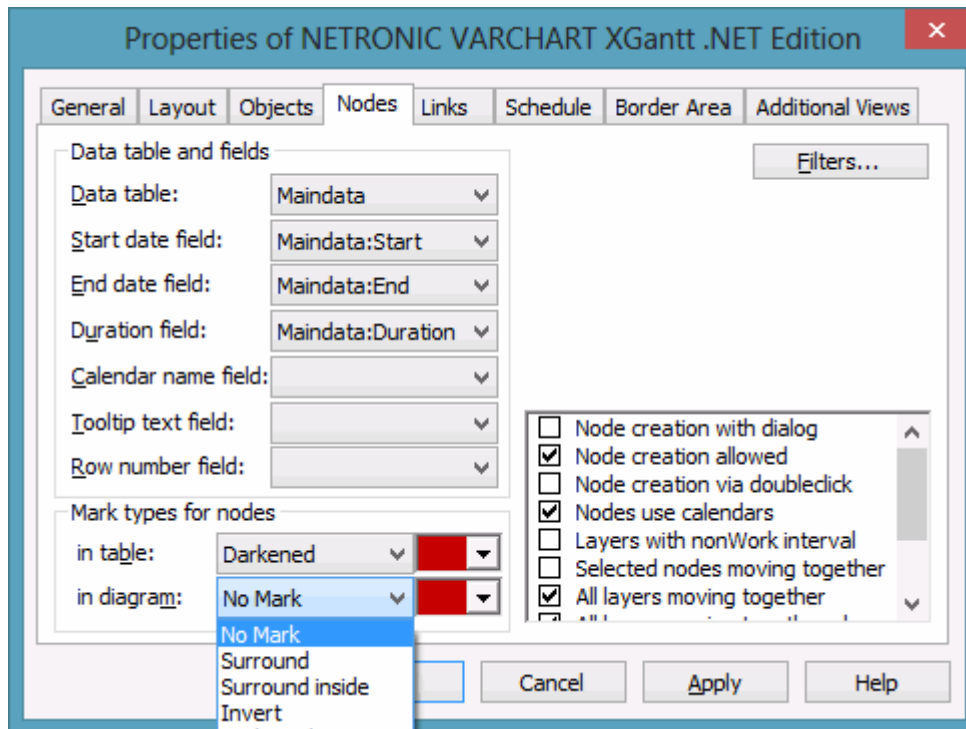 Properties of NETRONIC VARCHART XGantt .NET Edition
General Layout Objects Nodes Links Schedule Border Area Additional Views
Data table and fields
Filters...
Data table: Maindata
Start date field: Maindata:Start
End date field: Maindata:End
Duration field: Maindata:Duration
Calendar name field:
Tooltip text field:
Row number field:
Node creation with dialog
Node creation allowed
Node creation via doubleclick
Nodes use calendars
Layers with nonWork interval
Selected nodes moving together
All layers moving together
Mark types for nodes
in table: Darkened
in diagram: No Mark
No Mark
Surround
Surround inside
Invert
Cancel Apply Help